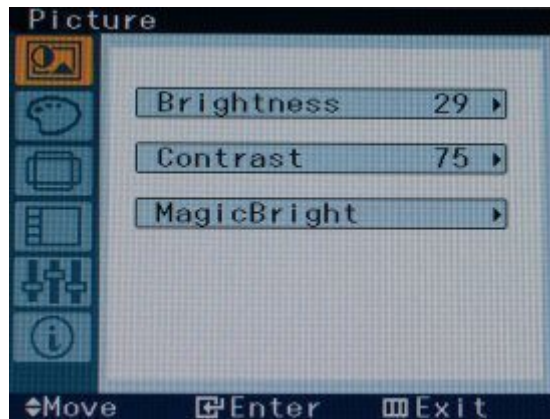 Picture
Brightness 29
Contrast 75
MagicBright
Move Enter Exit